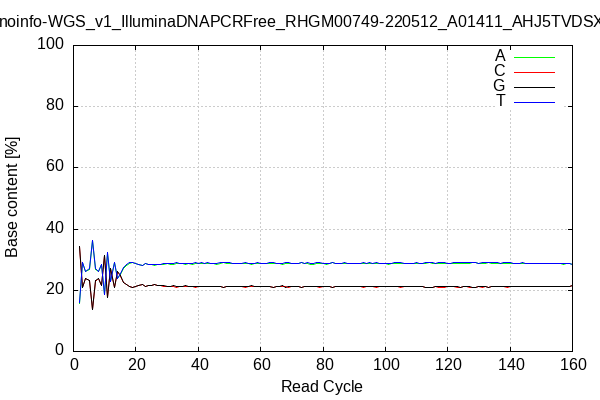 noinfo-WGS_v1_IlluminaDNAPCRFree_RHGM00749-220512_A01411_AHJ5TVDSX
Base content [%]
100
80
60
40
20
0
A
C
G
T
0 20 40 60 80 100 120 140 160
Read Cycle